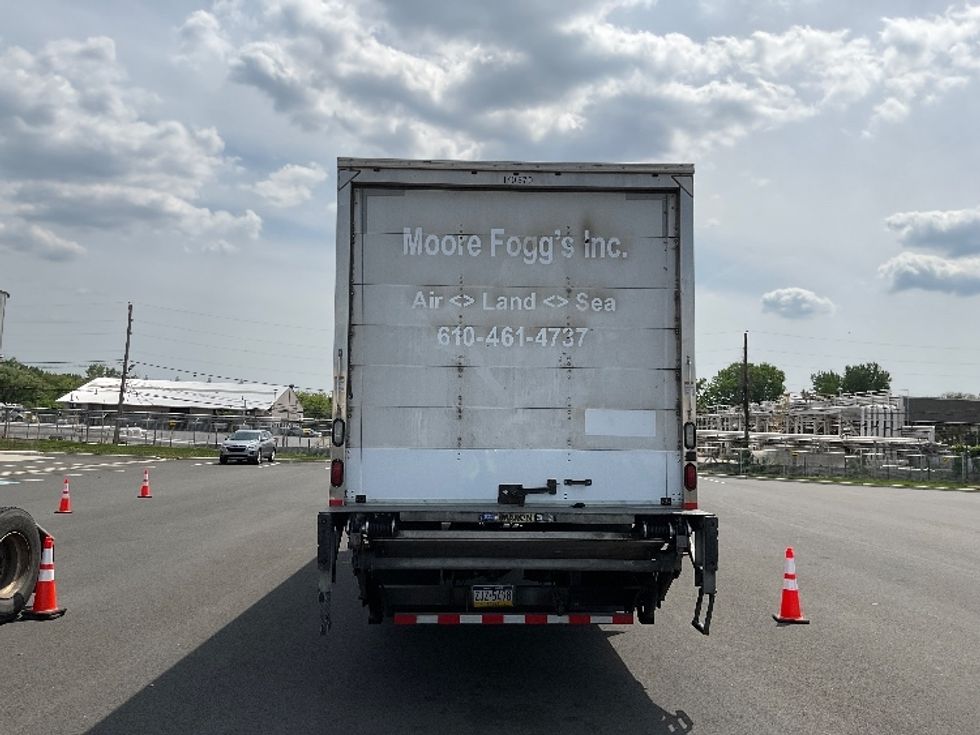 Moore Fogg's Inc.
Air <> Land <> Sea
610-461-4737